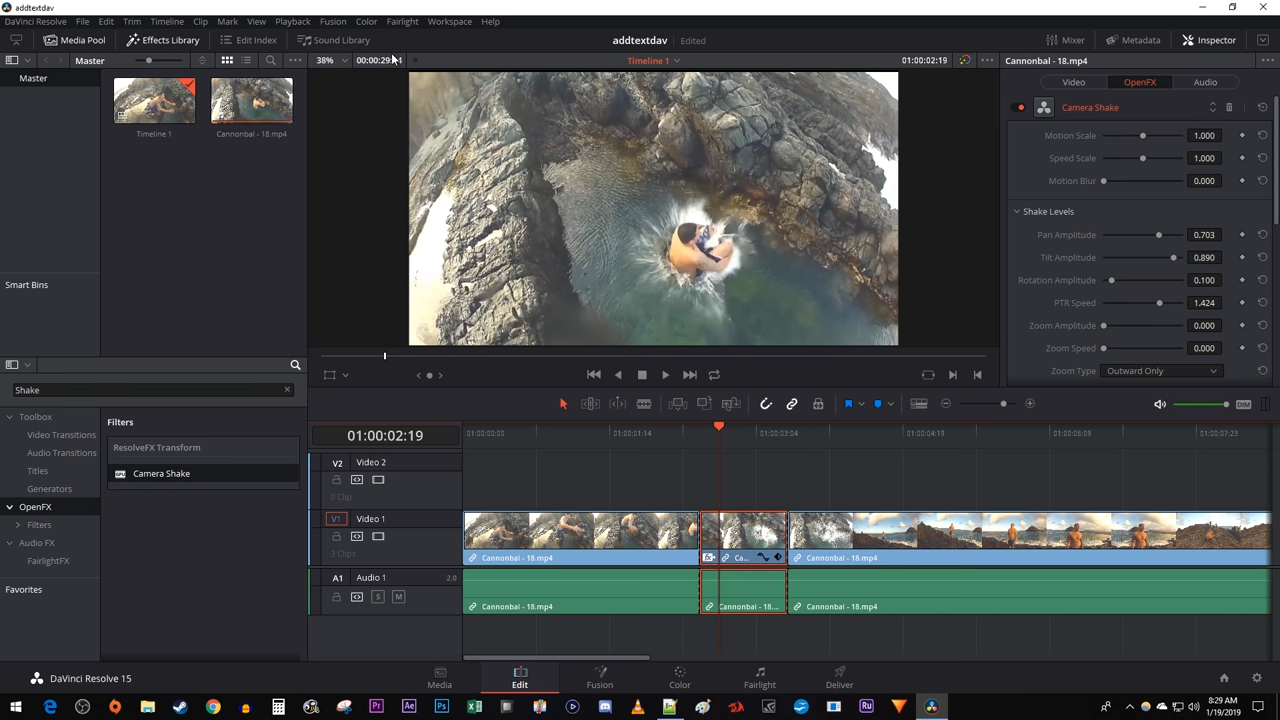 addtextdav
DaVinci Resolve File Edit Trim Timeline Clip Mark View Playback Fusion Color Fairlight Workspace Help
Media Pool Effects Library Edit Index Sound Library addtextdav Edited Mixer Metadata Inspector
Master 38% Timeline 1 01:00:02:19 Cannonbal - 18.mp4
Master
Video OpenFX Audio
Camera Shake
Timeline 1 Cannonbal - 18.mp4
Motion Scale 1.000
Speed Scale 1.000
Motion Blur 0.000
Shake Levels
Pan Amplitude 0.703
Tilt Amplitude 0.890
Rotation Amplitude 0.100
PTR Speed 1.424
Zoom Amplitude 0.000
Zoom Speed 0.000
Zoom Type Outward Only
Smart Bins
Shake
Toolbox
Video Transitions
Audio Transitions
Titles
Generators
OpenFX
Filters
Audio FX
FairlightFX
Favorites
Filters
ResolveFX Transform
Camera Shake
DIM
01:00:02:19
01:00:00:00 01:00:01:14 01:00:03:04 01:00:04:19 01:00:06:09 01:00:07:23
V2 Video 2
0 Clip
V1 Video 1
3 Clips
Cannonbal - 18.mp4 Ca... Cannonbal - 18.mp4
A1 Audio 1 2.0
S M
Cannonbal - 18.mp4 Cannonbal - 18.... Cannonbal - 18.mp4
DaVinci Resolve 15
Media Edit Fusion Color Fairlight Deliver
Pr Ae Ps Ru
8:29 AM
1/19/2019